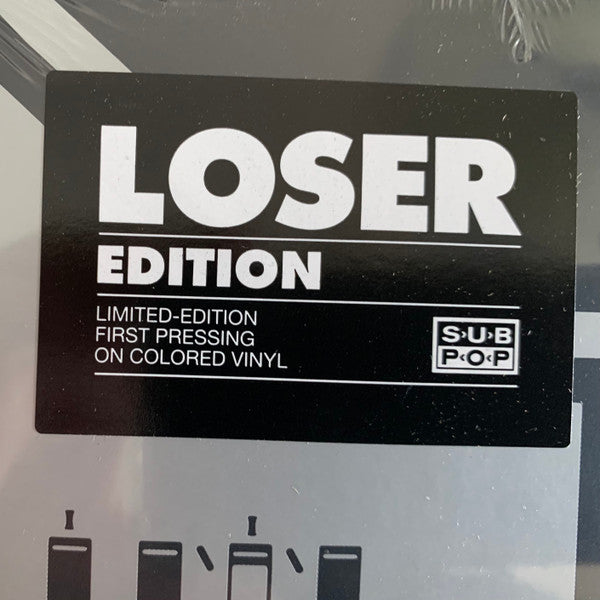 LOSER
EDITION
LIMITED-EDITION
FIRST PRESSING
ON COLORED VINYL
SUB
POP